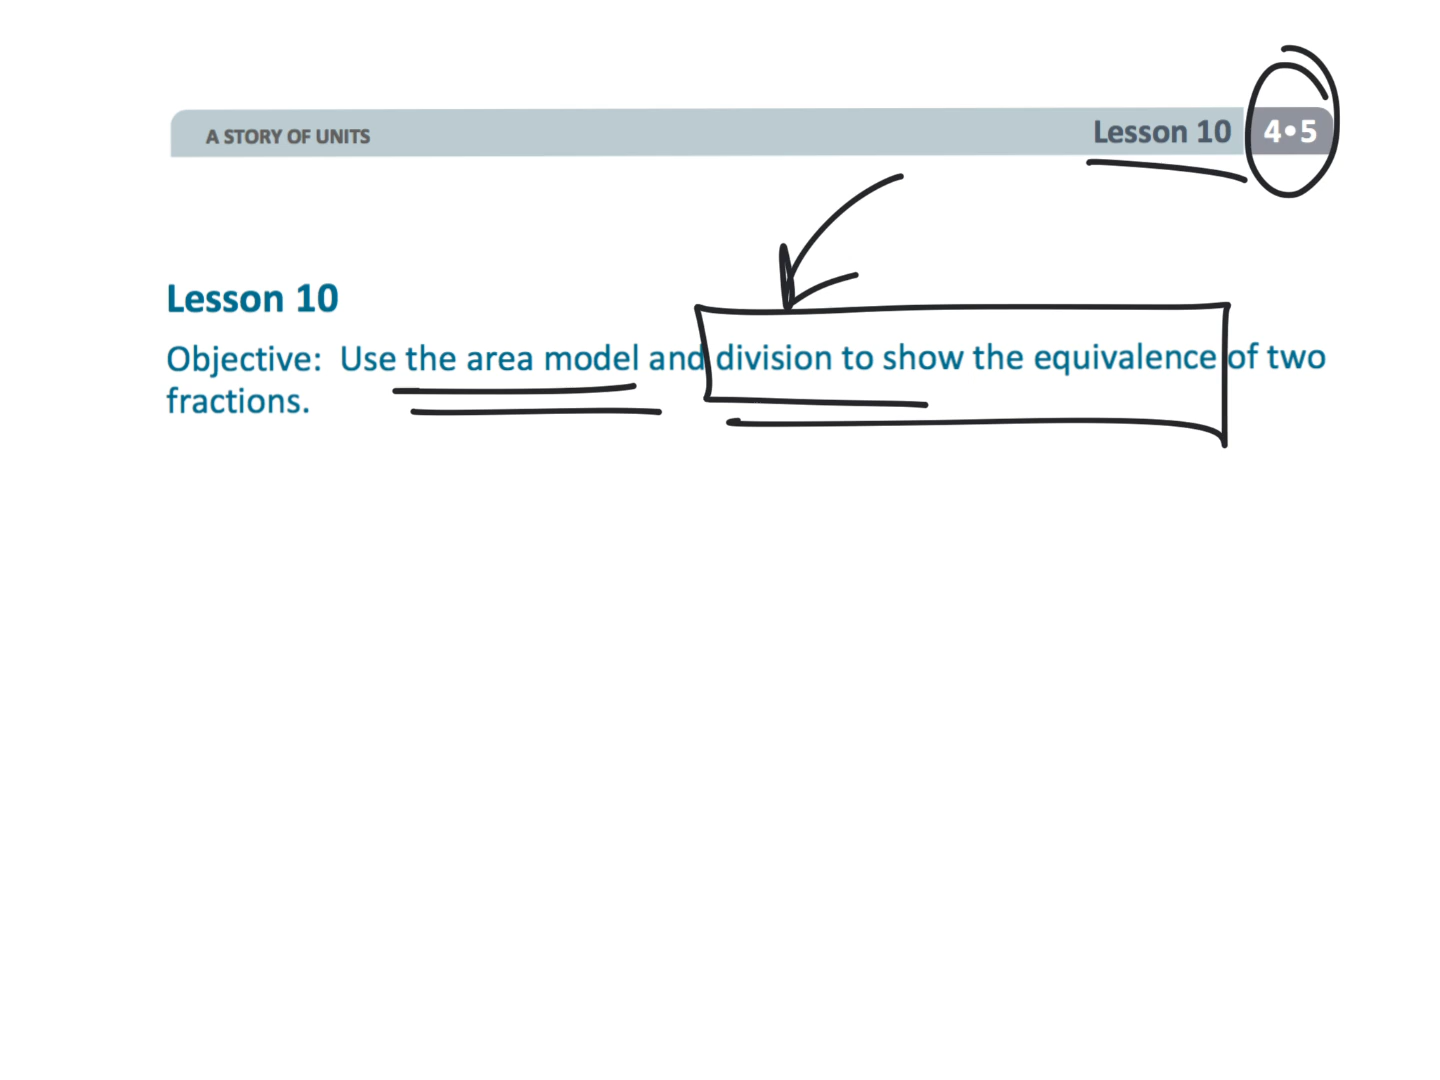 A STORY OF UNITS
Lesson 10 4•5
Lesson 10
Objective: Use the area model and division to show the equivalence of two
fractions.